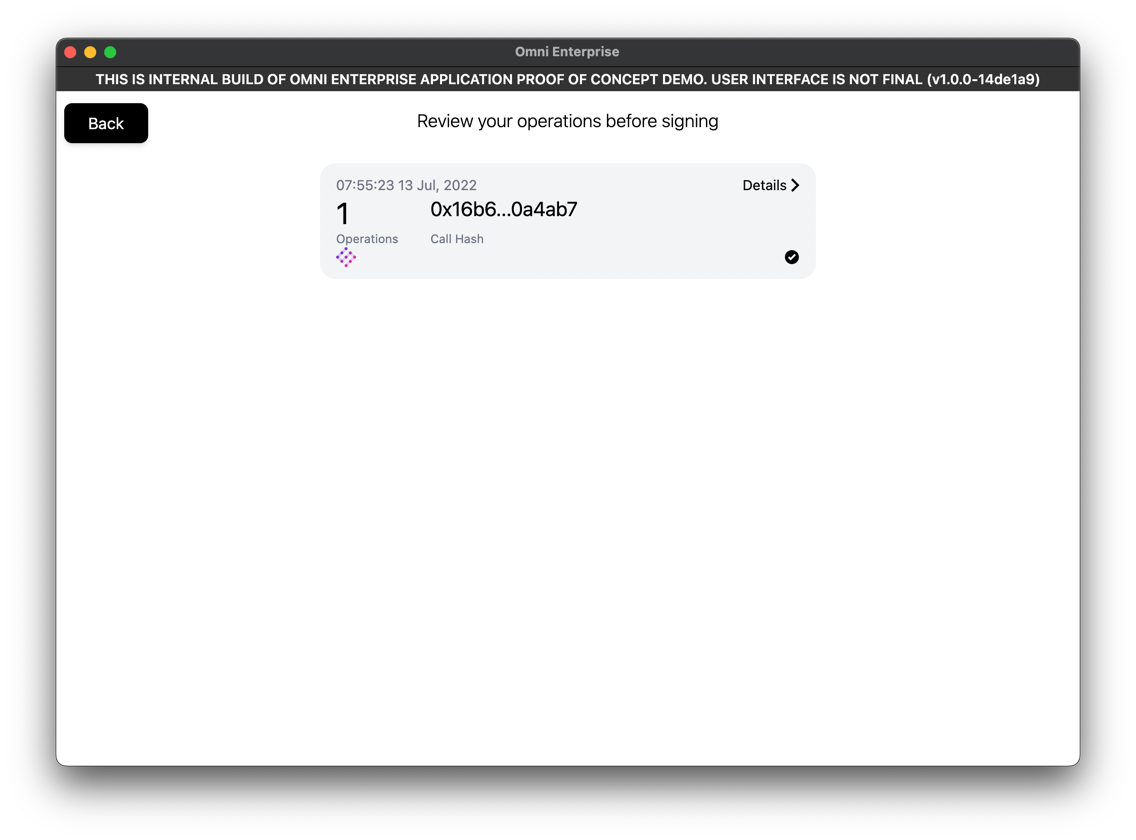 Omni Enterprise
THIS IS INTERNAL BUILD OF OMNI ENTERPRISE APPLICATION PROOF OF CONCEPT DEMO. USER INTERFACE IS NOT FINAL (v1.0.0-14de1a9)
Back
Review your operations before signing
07:55:23 13 Jul, 2022
Details
1
0x16b6...0a4ab7
Operations
Call Hash